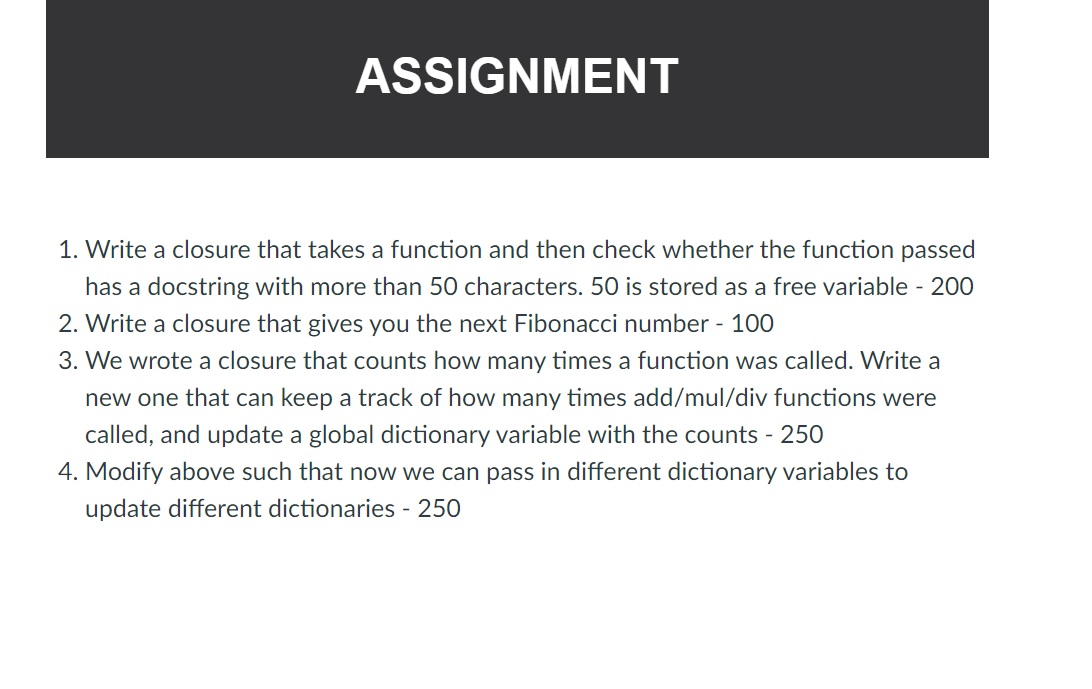 ASSIGNMENT
1. Write a closure that takes a function and then check whether the function passed
has a docstring with more than 50 characters. 50 is stored as a free variable - 200
2. Write a closure that gives you the next Fibonacci number - 100
3. We wrote a closure that counts how many times a function was called. Write a
new one that can keep a track of how many times add/mul/div functions were
called, and update a global dictionary variable with the counts - 250
4. Modify above such that now we can pass in different dictionary variables to
update different dictionaries - 250